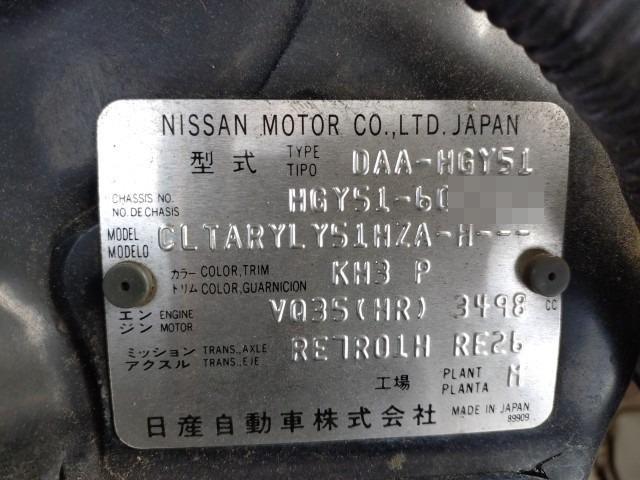 NISSAN MOTOR CO.,LTD. JAPAN
型式 TYPE TIPO DAA-HGY51
CHASSIS NO. NO. DE CHASIS HGY51-60
MODEL MODELO CLTARYLY51HZA-H---
カラー COLOR,TRIM トリム COLOR,GUARNICION KH3 P
エンジン ENGINE MOTOR VQ35(HR) 3498 CC
ミッション TRANS.,AXLE アクスル TRANS.,EJE RE7R01H RE26
工場 PLANT PLANTA M
日産自動車株式会社 MADE IN JAPAN
89909